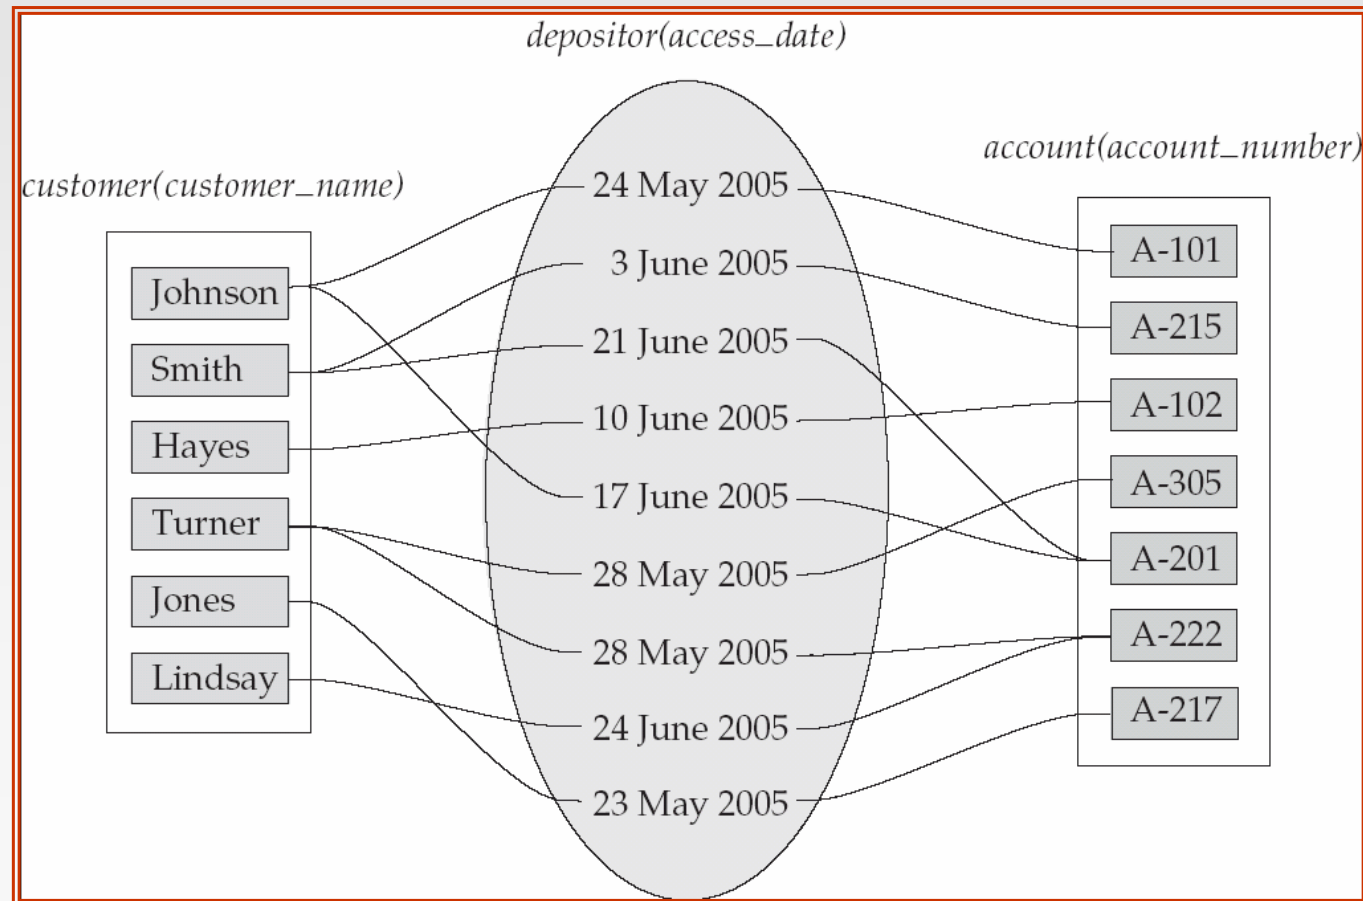 depositor(access_date)
customer(customer_name)
account(account_number)
Johnson
Smith
Hayes
Turner
Jones
Lindsay
24 May 2005
3 June 2005
21 June 2005
10 June 2005
17 June 2005
28 May 2005
28 May 2005
24 June 2005
23 May 2005
A-101
A-215
A-102
A-305
A-201
A-222
A-217